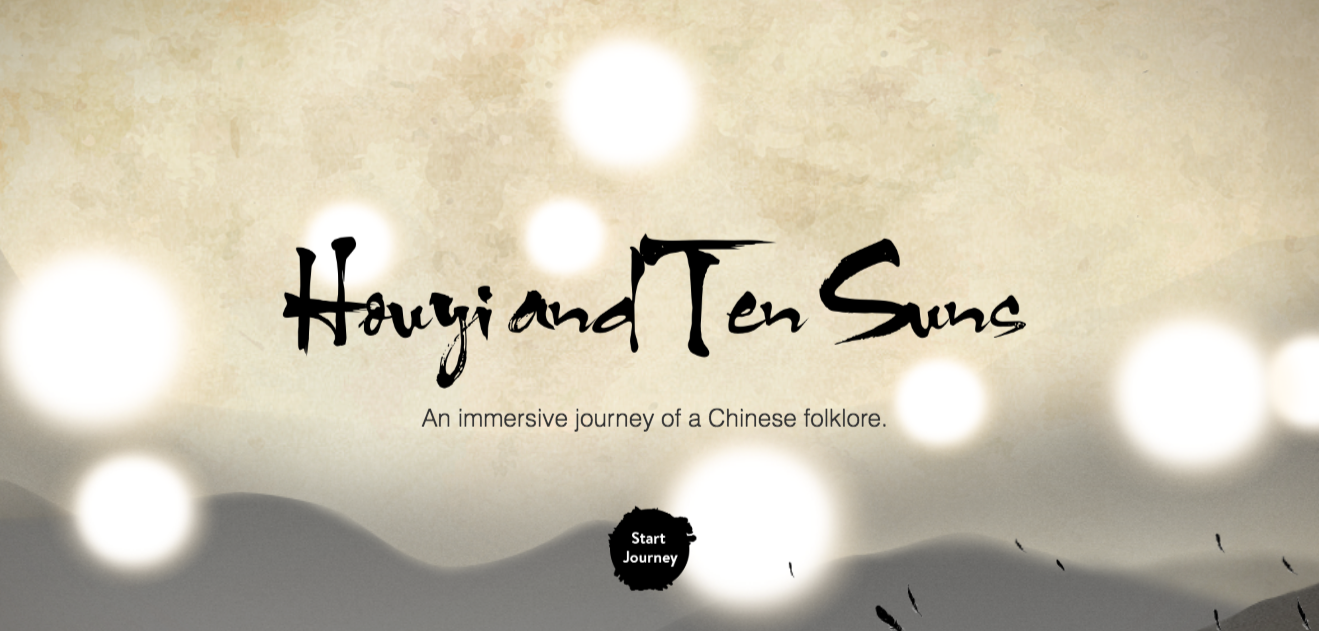 Houyi and Ten Suns
An immersive journey of a Chinese folklore.
Start
Journey